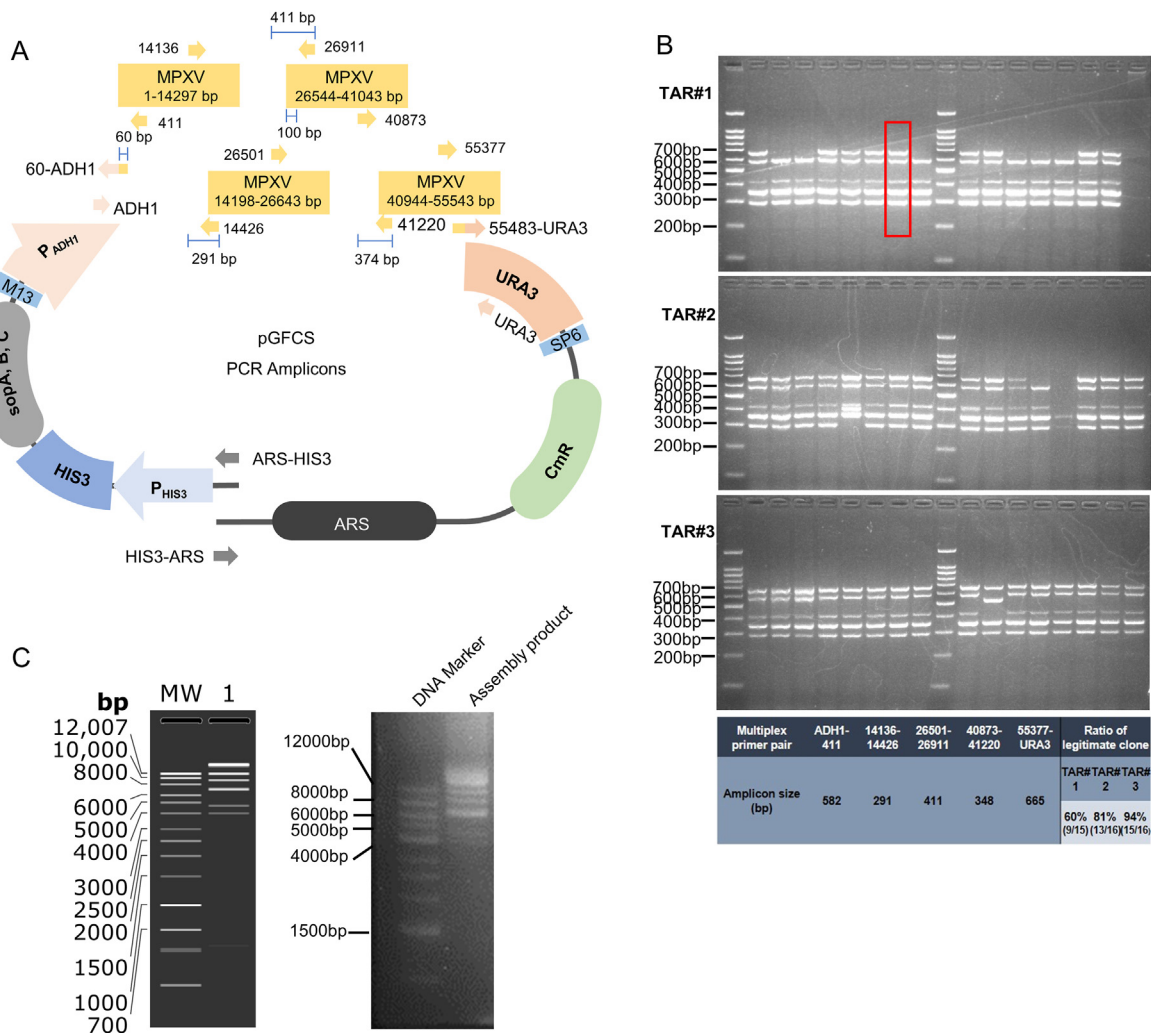 A
411 bp
14136
26911
MPXV
1-14297 bp
MPXV
26544-41043 bp
411
60 bp
100 bp
40873
60-ADH1
26501
55377
ADH1
MPXV
14198-26643 bp
MPXV
40944-55543 bp
14426
41220
55483-URA3
291 bp
374 bp
P ADH1
M13
URA3
URA3
SP6
pGFCS
PCR Amplicons
sopA, B, C
CmR
ARS-HIS3
HIS3
PHIS3
ARS
HIS3-ARS
B
TAR#1
700bp
600bp
500bp
400bp
300bp
200bp
TAR#2
700bp
600bp
500bp
400bp
300bp
200bp
TAR#3
700bp
600bp
500bp
400bp
300bp
200bp
Multiplex primer pair
ADH1-411
14136-14426
26501-26911
40873-41220
55377-URA3
Ratio of legitimate clone
Amplicon size (bp)
582
291
411
348
665
TAR# 1
TAR# 2
TAR# 3
60% (9/15)
81% (13/16)
94% (15/16)
C
bp
MW
1
12,007
10,000
8000
6000
5000
4000
3000
2500
2000
1500
1000
700
DNA Marker
Assembly product
12000bp
8000bp
6000bp
5000bp
4000bp
1500bp